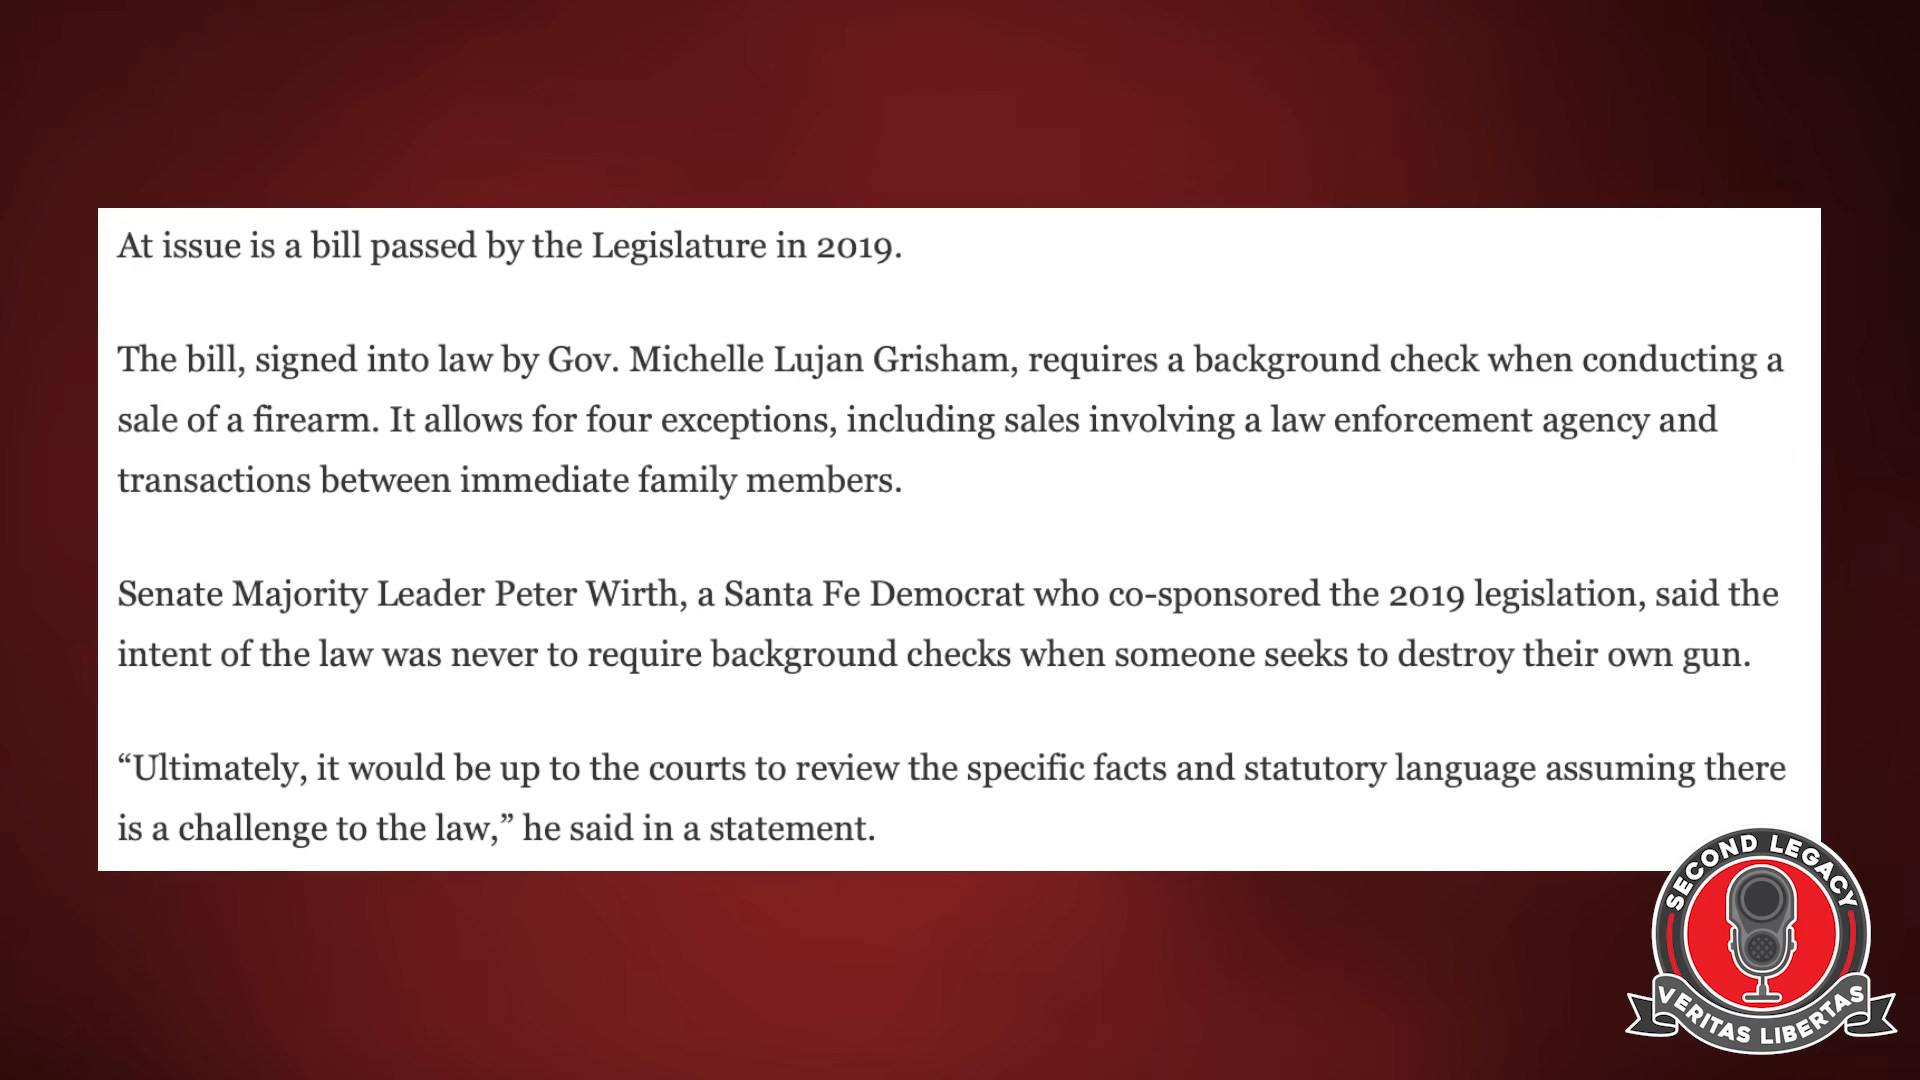 At issue is a bill passed by the Legislature in 2019.
The bill, signed into law by Gov. Michelle Lujan Grisham, requires a background check when conducting a
sale of a firearm. It allows for four exceptions, including sales involving a law enforcement agency and
transactions between immediate family members.
Senate Majority Leader Peter Wirth, a Santa Fe Democrat who co-sponsored the 2019 legislation, said the
intent of the law was never to require background checks when someone seeks to destroy their own gun.
“Ultimately, it would be up to the courts to review the specific facts and statutory language assuming there
is a challenge to the law,” he said in a statement.
SECOND LEGACY
VERITAS LIBERTAS